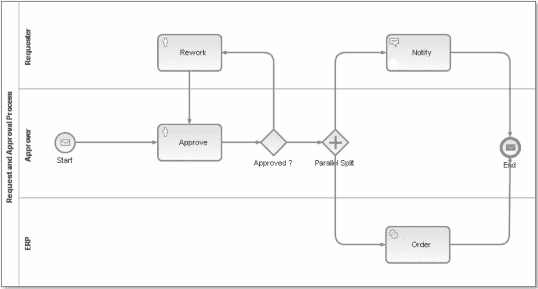 Request and Approval Process
Requester
Rework
Notify
Approver
Start
Approve
Approved ?
Parallel Split
End
ERP
Order